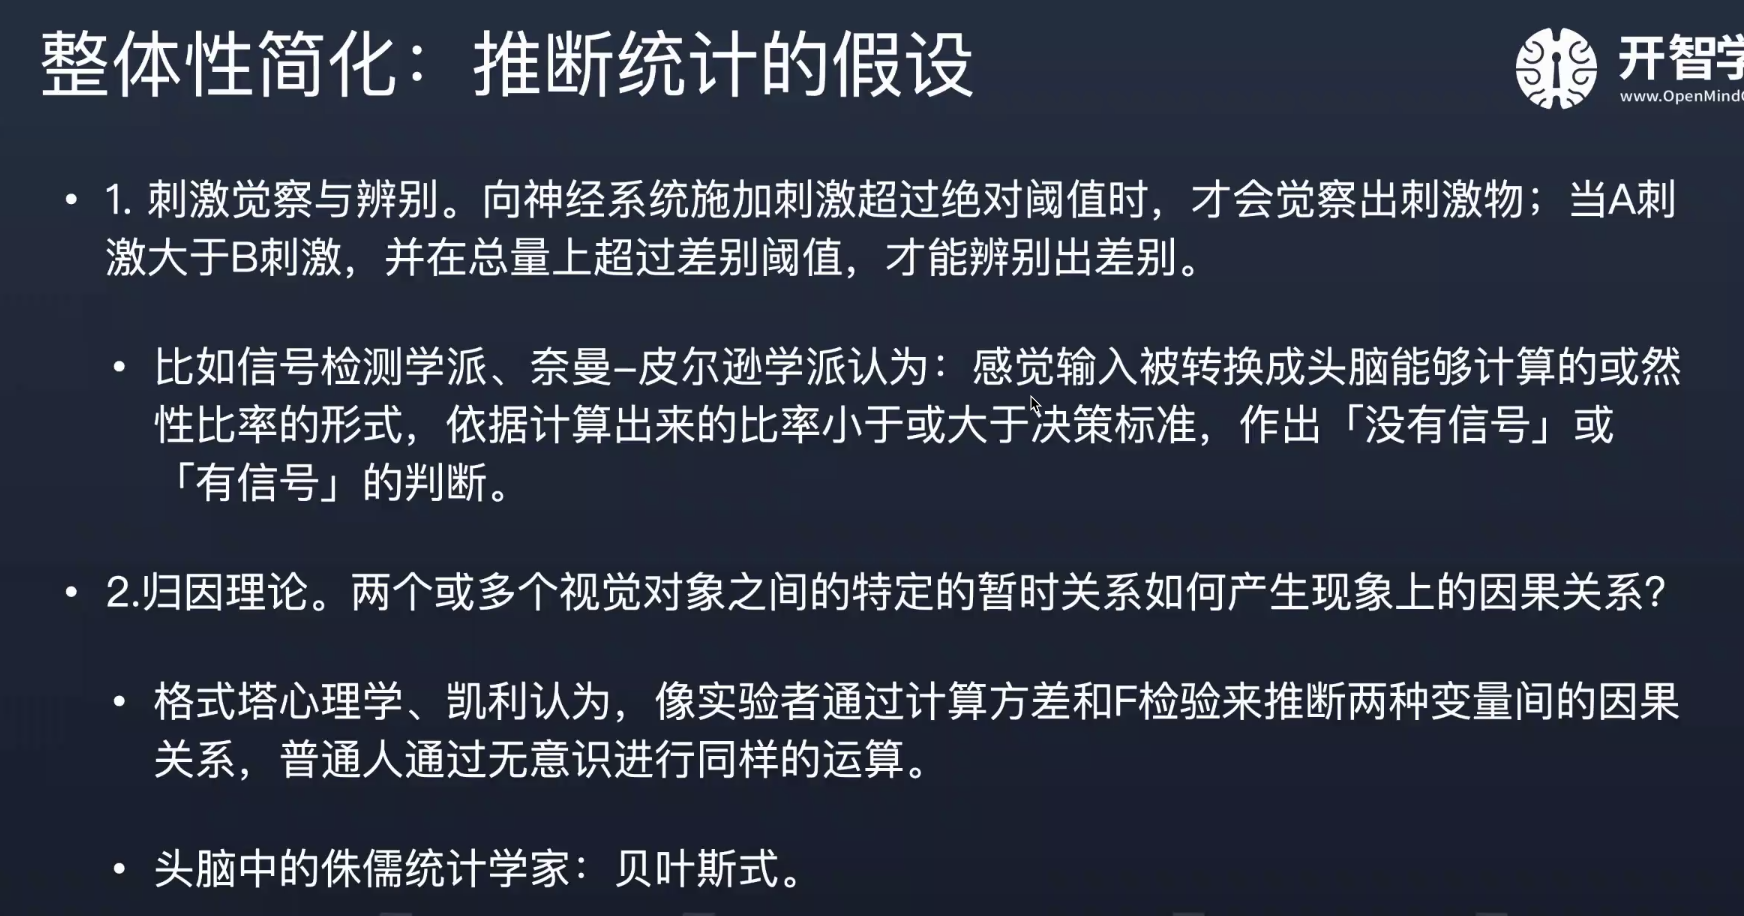 整体性简化：推断统计的假设
开智学
www.OpenMind
• 1. 刺激觉察与辨别。向神经系统施加刺激超过绝对阈值时，才会觉察出刺激物；当A刺
激大于B刺激，并在总量上超过差别阈值，才能辨别出差别。
• 比如信号检测学派、奈曼–皮尔逊学派认为：感觉输入被转换成头脑能够计算的或然
性比率的形式，依据计算出来的比率小于或大于决策标准，作出「没有信号」或
「有信号」的判断。
• 2.归因理论。两个或多个视觉对象之间的特定的暂时关系如何产生现象上的因果关系？
• 格式塔心理学、凯利认为，像实验者通过计算方差和F检验来推断两种变量间的因果
关系，普通人通过无意识进行同样的运算。
• 头脑中的侏儒统计学家：贝叶斯式。